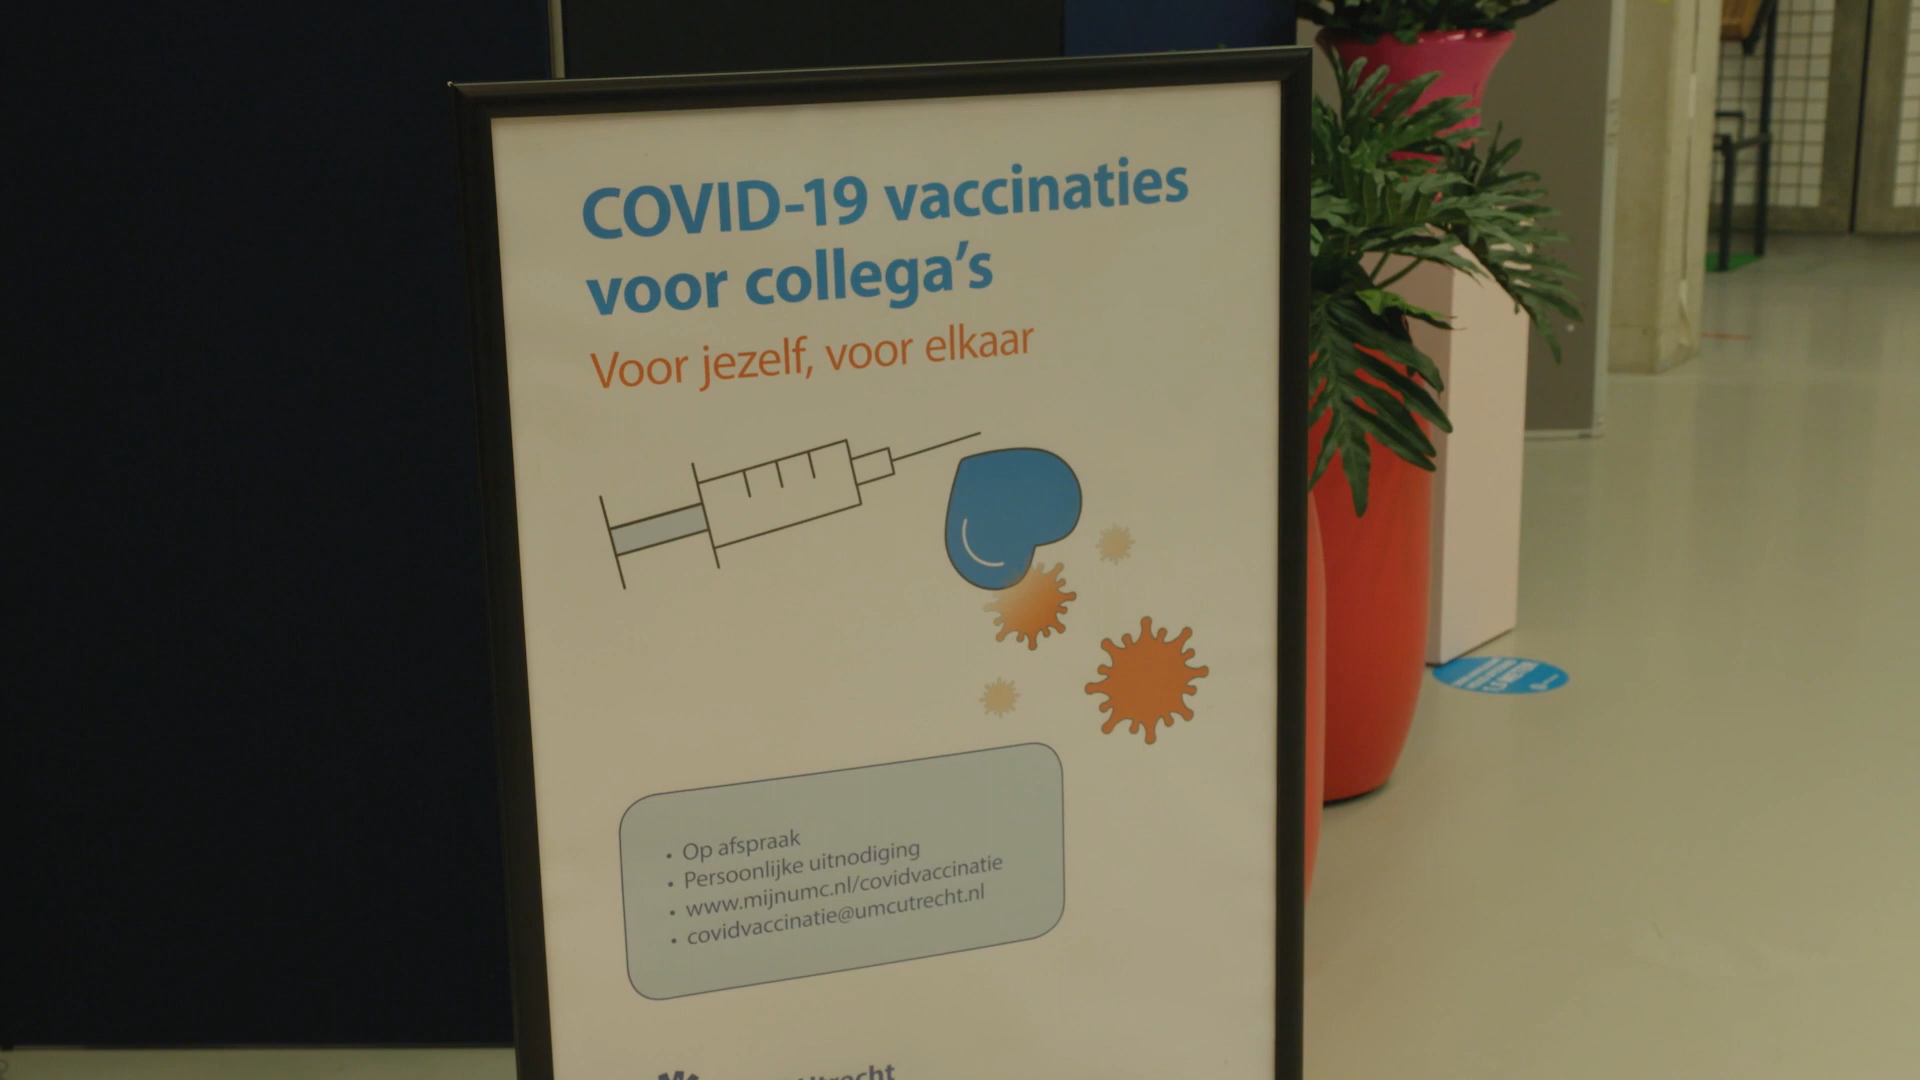 COVID-19 vaccinaties
voor collega's
Voor jezelf, voor elkaar
• Op afspraak
• Persoonlijke uitnodiging
• www.mijnumc.nl/covidvaccinatie
• covidvaccinatie@umcutrecht.nl